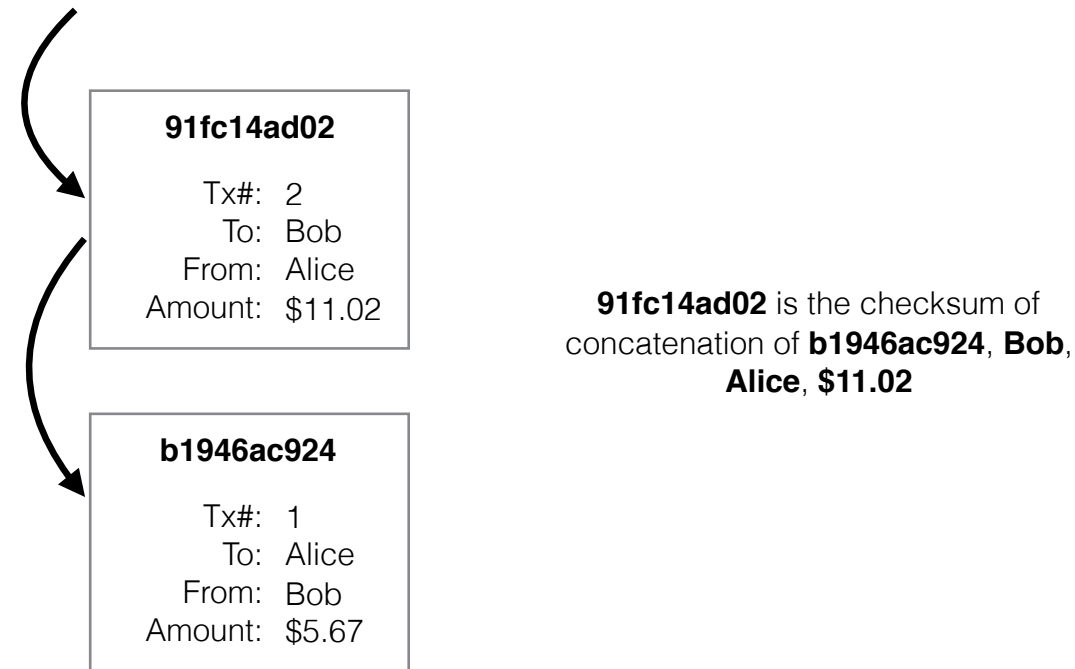 91fc14ad02
Tx#: 2
To: Bob
From: Alice
Amount: $11.02
91fc14ad02 is the checksum of
concatenation of b1946ac924, Bob,
Alice, $11.02
b1946ac924
Tx#: 1
To: Alice
From: Bob
Amount: $5.67